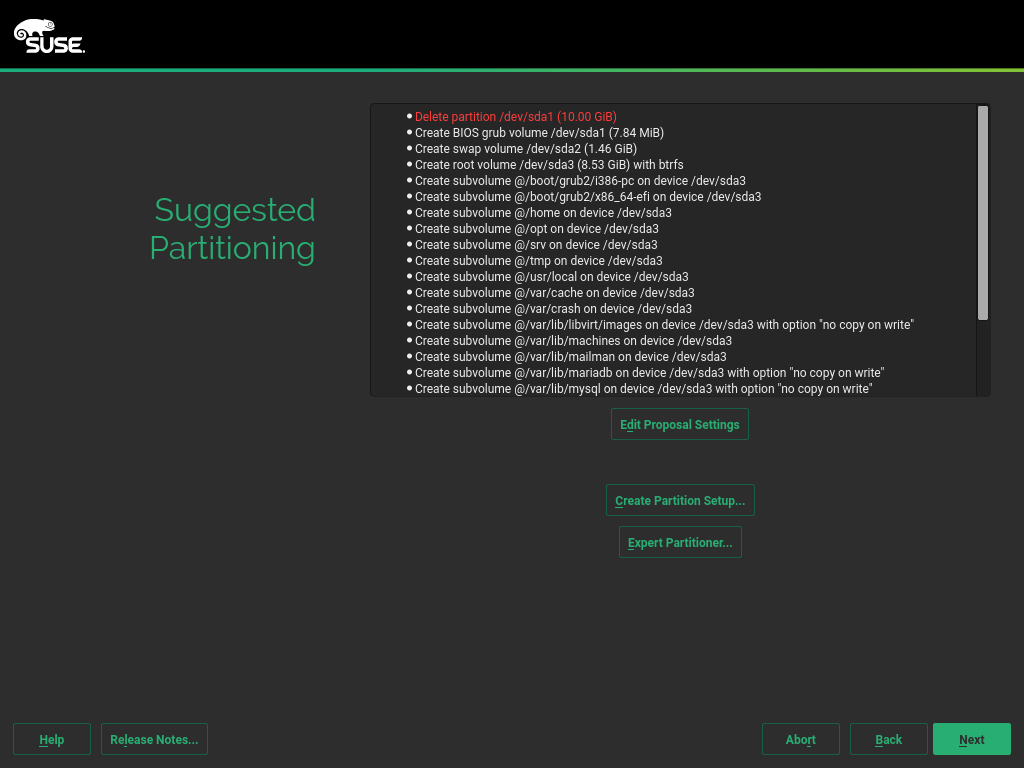 SUSE.
Suggested
Partitioning
Delete partition /dev/sda1 (10.00 GiB)
Create BIOS grub volume /dev/sda1 (7.84 MiB)
Create swap volume /dev/sda2 (1.46 GiB)
Create root volume /dev/sda3 (8.53 GiB) with btrfs
Create subvolume @/boot/grub2/i386-pc on device /dev/sda3
Create subvolume @/boot/grub2/x86_64-efi on device /dev/sda3
Create subvolume @/home on device /dev/sda3
Create subvolume @/opt on device /dev/sda3
Create subvolume @/srv on device /dev/sda3
Create subvolume @/tmp on device /dev/sda3
Create subvolume @/usr/local on device /dev/sda3
Create subvolume @/var/cache on device /dev/sda3
Create subvolume @/var/crash on device /dev/sda3
Create subvolume @/var/lib/libvirt/images on device /dev/sda3 with option "no copy on write"
Create subvolume @/var/lib/machines on device /dev/sda3
Create subvolume @/var/lib/mailman on device /dev/sda3
Create subvolume @/var/lib/mariadb on device /dev/sda3 with option "no copy on write"
Create subvolume @/var/lib/mysql on device /dev/sda3 with option "no copy on write"
Edit Proposal Settings
Create Partition Setup...
Expert Partitioner...
Help
Release Notes...
Abort
Back
Next